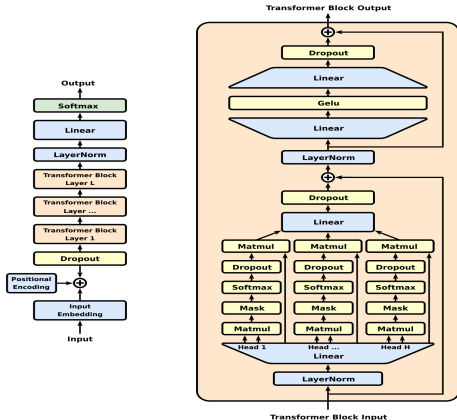 Output
Softmax
Linear
LayerNorm
Transformer Block
Layer L
Transformer Block
Layer ...
Transformer Block
Layer 1
Dropout
Positional
Encoding
Input
Embedding
Input
Transformer Block Output
Dropout
Linear
Gelu
Linear
LayerNorm
Dropout
Linear
Matmul Matmul Matmul
Dropout Dropout Dropout
Softmax Softmax Softmax
Mask Mask Mask
Matmul Matmul Matmul
Head 1 Head ... Head H
Linear
LayerNorm
Transformer Block Input